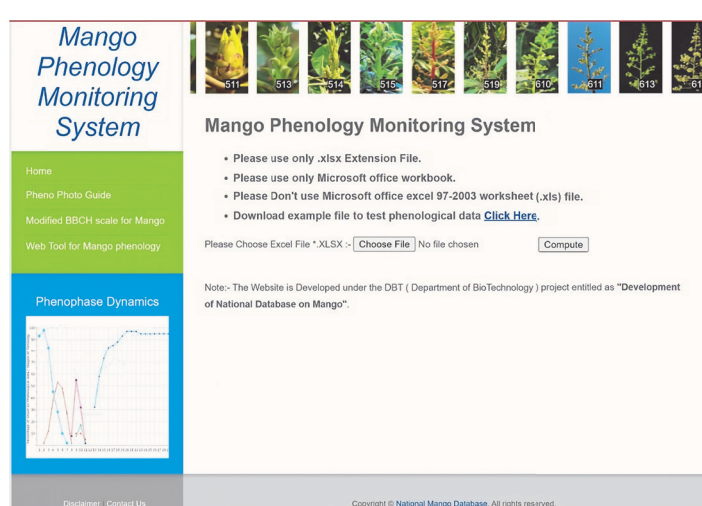 Mango
Phenology
Monitoring
System
511
513
514
515
517
519
610
611
613
Home
Pheno Photo Guide
Modified BBCH scale for Mango
Web Tool for Mango phenology
Phenophase Dynamics
Mango Phenology Monitoring System
• Please use only .xlsx Extension File.
• Please use only Microsoft office workbook.
• Please Don't use Microsoft office excel 97-2003 worksheet (.xls) file.
• Download example file to test phenological data Click Here.
Please Choose Excel File *.XLSX :- Choose File No file chosen Compute
Note:- The Website is Developed under the DBT ( Department of BioTechnology ) project entitled as "Development
of National Database on Mango".
Disclaimer Contact Us
Copyright © National Mango Database. All rights reserved.